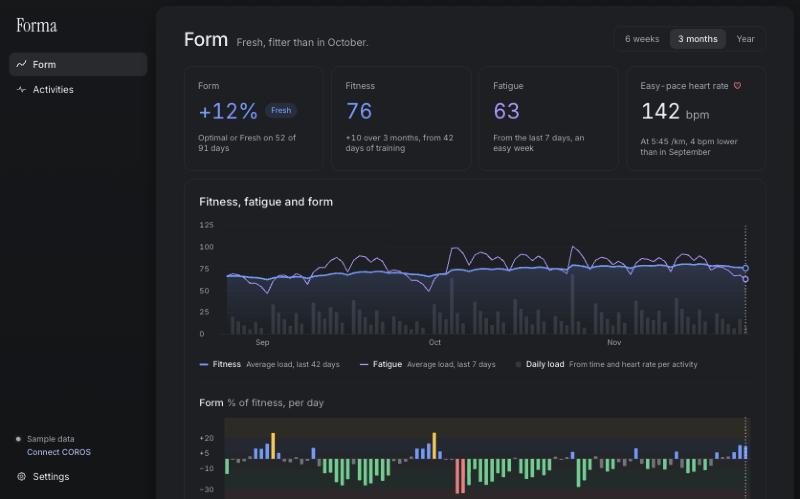 Forma
Form
Activities
Sample data
Connect COROS
Settings
Form Fresh, fitter than in October.
6 weeks 3 months Year
Form
+12% Fresh
Optimal or Fresh on 52 of
91 days
Fitness
76
+10 over 3 months, from 42
days of training
Fatigue
63
From the last 7 days, an
easy week
Easy-pace heart rate
142 bpm
At 5:45 /km, 4 bpm lower
than in September
Fitness, fatigue and form
125
100
75
50
25
0
Sep Oct Nov
Fitness Average load, last 42 days Fatigue Average load, last 7 days Daily load From time and heart rate per activity
Form % of fitness, per day
+20
+5
−10
−30